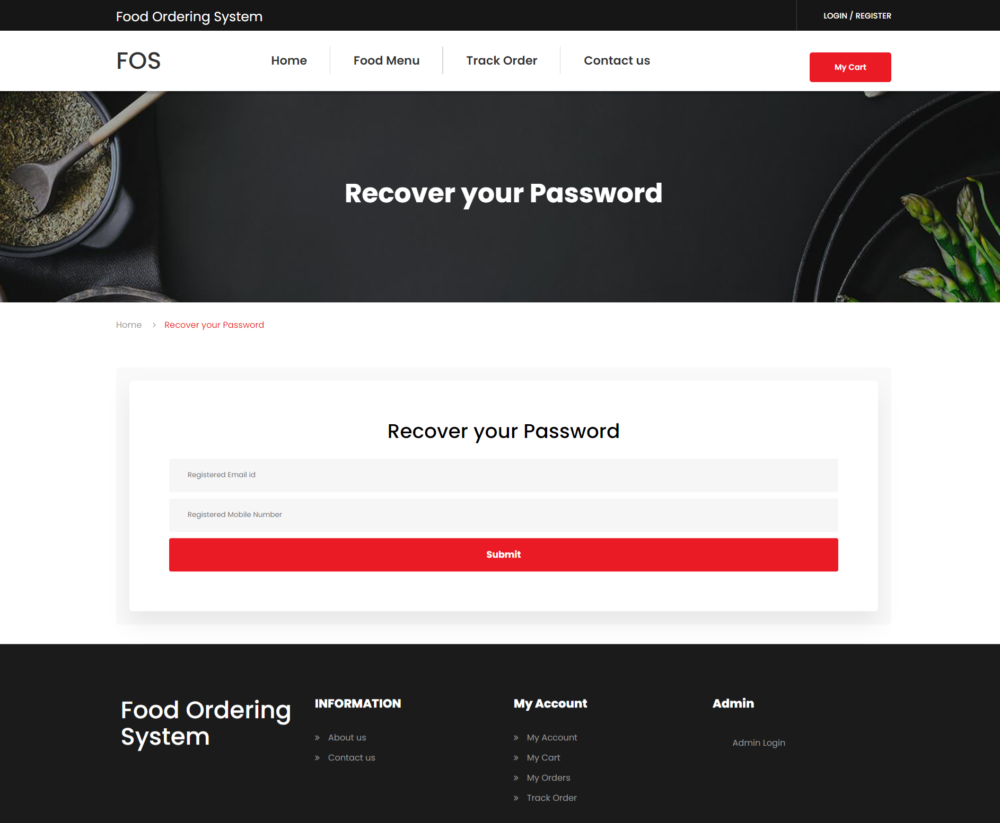 Food Ordering System
LOGIN / REGISTER
FOS
Home
Food Menu
Track Order
Contact us
My Cart
Recover your Password
Home
Recover your Password
Recover your Password
Registered Email id
Registered Mobile Number
Submit
Food Ordering
System
INFORMATION
About us
Contact us
My Account
My Account
My Cart
My Orders
Track Order
Admin
Admin Login